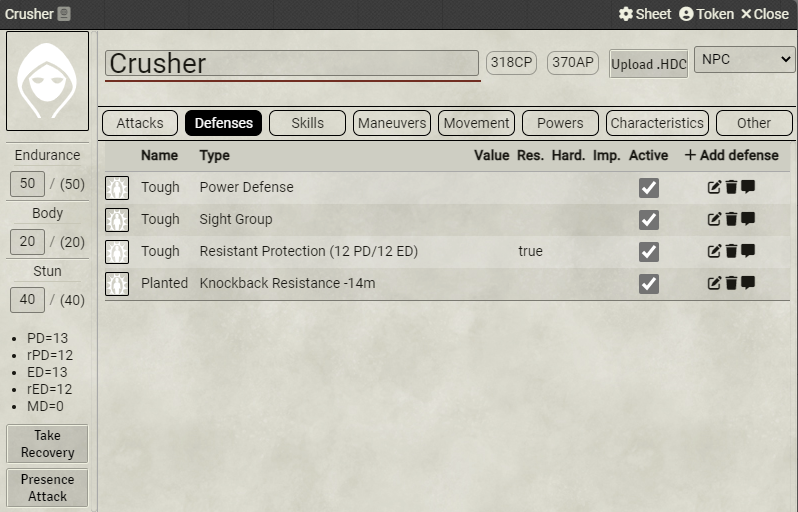 Crusher Sheet Token Close
Crusher 318CP 370AP Upload .HDC NPC
Attacks Defenses Skills Maneuvers Movement Powers Characteristics Other
Name Type Value Res. Hard. Imp. Active + Add defense
Tough Power Defense
Tough Sight Group
Tough Resistant Protection (12 PD/12 ED) true
Planted Knockback Resistance -14m
Endurance
50 / (50)
Body
20 / (20)
Stun
40 / (40)
• PD=13
• rPD=12
• ED=13
• rED=12
• MD=0
Take
Recovery
Presence
Attack